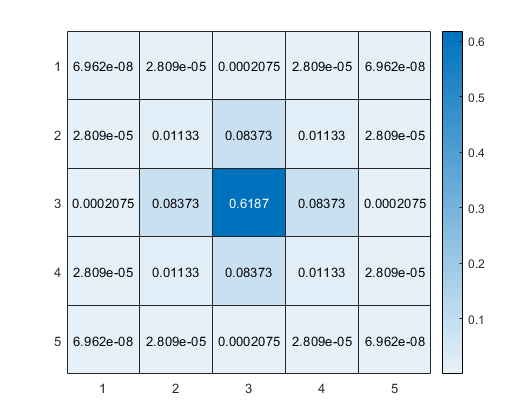 1 6.962e-08 2.809e-05 0.0002075 2.809e-05 6.962e-08
2 2.809e-05 0.01133 0.08373 0.01133 2.809e-05
3 0.0002075 0.08373 0.6187 0.08373 0.0002075
4 2.809e-05 0.01133 0.08373 0.01133 2.809e-05
5 6.962e-08 2.809e-05 0.0002075 2.809e-05 6.962e-08
1 2 3 4 5
0.6
0.5
0.4
0.3
0.2
0.1